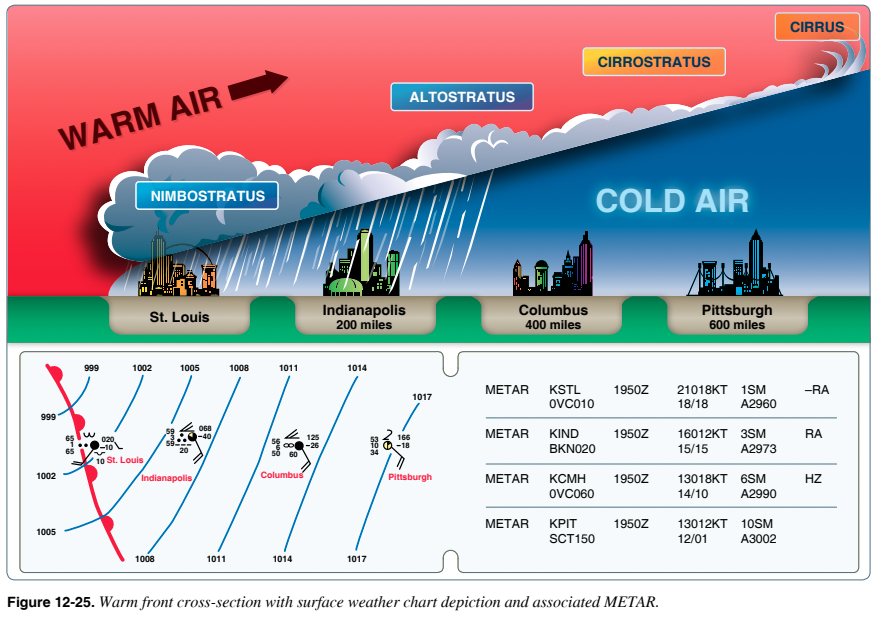 CIRRUS
CIRROSTRATUS
ALTOSTRATUS
WARM AIR
NIMBOSTRATUS
COLD AIR
St. Louis
Indianapolis
200 miles
Columbus
400 miles
Pittsburgh
600 miles
999
1002
1005
1008
1011
1014
1017
999
65
1
65
020
–10
10
St. Louis
59
3
59
068
–40
20
Indianapolis
56
6
50
125
–26
60
Columbus
53
10
34
166
–18
Pittsburgh
1002
1005
1008
1011
1014
1017
METAR KSTL 1950Z 21018KT 1SM –RA
0VC010 18/18 A2960
METAR KIND 1950Z 16012KT 3SM RA
BKN020 15/15 A2973
METAR KCMH 1950Z 13018KT 6SM HZ
0VC060 14/10 A2990
METAR KPIT 1950Z 13012KT 10SM
SCT150 12/01 A3002
Figure 12-25. Warm front cross-section with surface weather chart depiction and associated METAR.